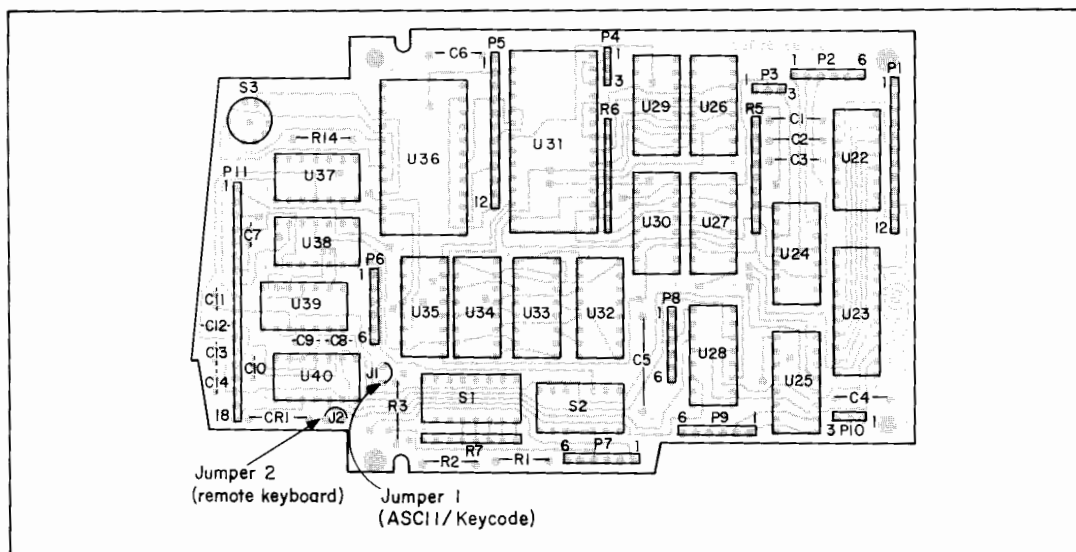 P4
C6
P5
1
1
3
P2
1
6
P3
1
3
P1
1
S3
U29
U26
R5
C1
C2
C3
R6
U36
U31
U22
R14
P11
1
U37
12
12
U30
U27
U24
C7
U38
P6
1
C11
C12
U39
U35
U34
U33
U32
P8
1
U23
C9
C8
6
C13
C10
C14
U40
J1
R3
S1
S2
C5
6
U28
U25
C4
18
CR1
J2
R7
R2
R1
6
P7
1
6
P9
1
3
P10
1
Jumper 2
(remote keyboard)
Jumper 1
(ASCII/Keycode)